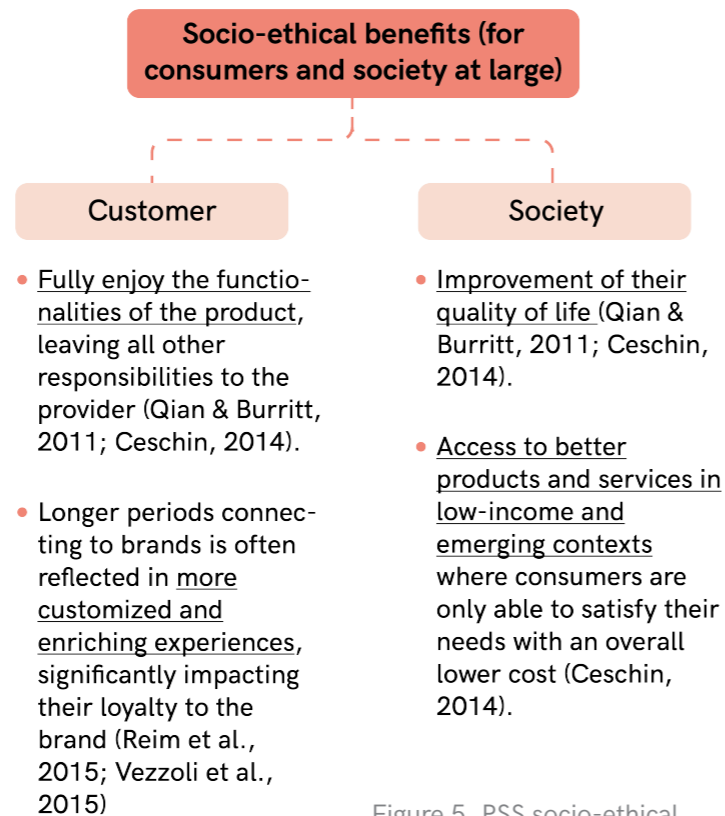 Socio-ethical benefits (for
consumers and society at large)
Customer
Fully enjoy the functio-
nalities of the product,
leaving all other
responsibilities to the
provider (Qian & Burritt,
2011; Ceschin, 2014).
Longer periods connec-
ting to brands is often
reflected in more
customized and
enriching experiences,
significantly impacting
their loyalty to the
brand (Reim et al.,
2015; Vezzoli et al.,
2015)
Society
Improvement of their
quality of life (Qian &
Burritt, 2011; Ceschin,
2014).
Access to better
products and services in
low-income and
emerging contexts
where consumers are
only able to satisfy their
needs with an overall
lower cost (Ceschin,
2014).
Figure 5. PSS socio-ethical